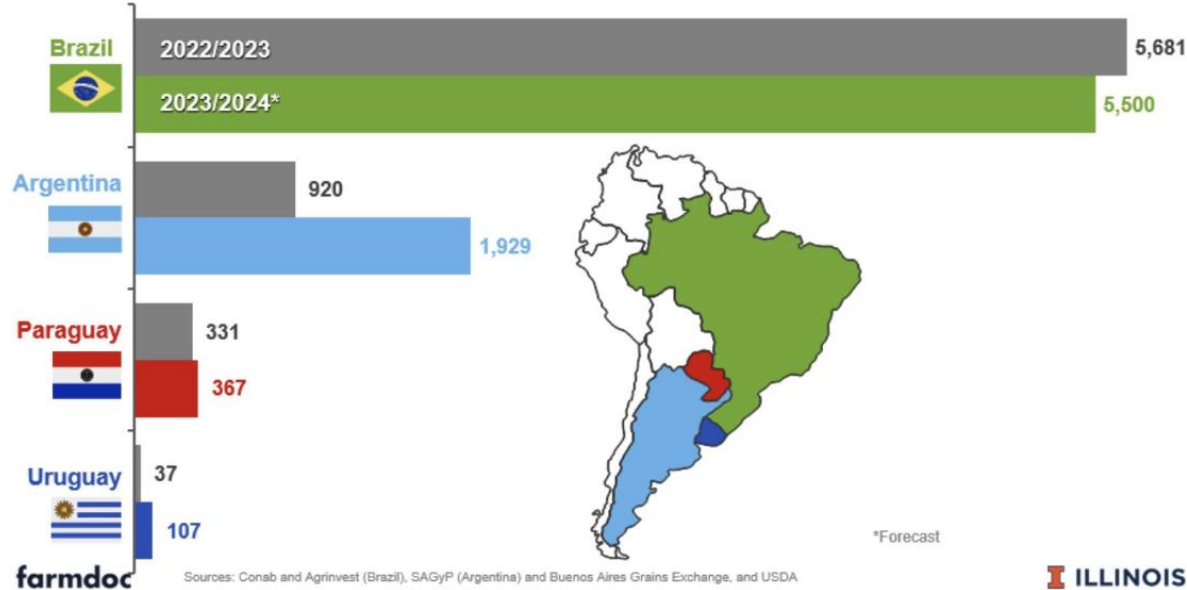 Brazil
2022/2023
5,681
2023/2024*
5,500
Argentina
920
1,929
Paraguay
331
367
Uruguay
37
107
*Forecast
farmdoc
Sources: Conab and Agrinvest (Brazil), SAGyP (Argentina) and Buenos Aires Grains Exchange, and USDA
I ILLINOIS